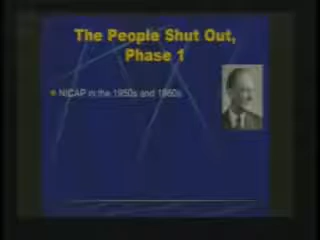 The People Shut Out,
Phase 1
NICAP in the 1950s and 1960s